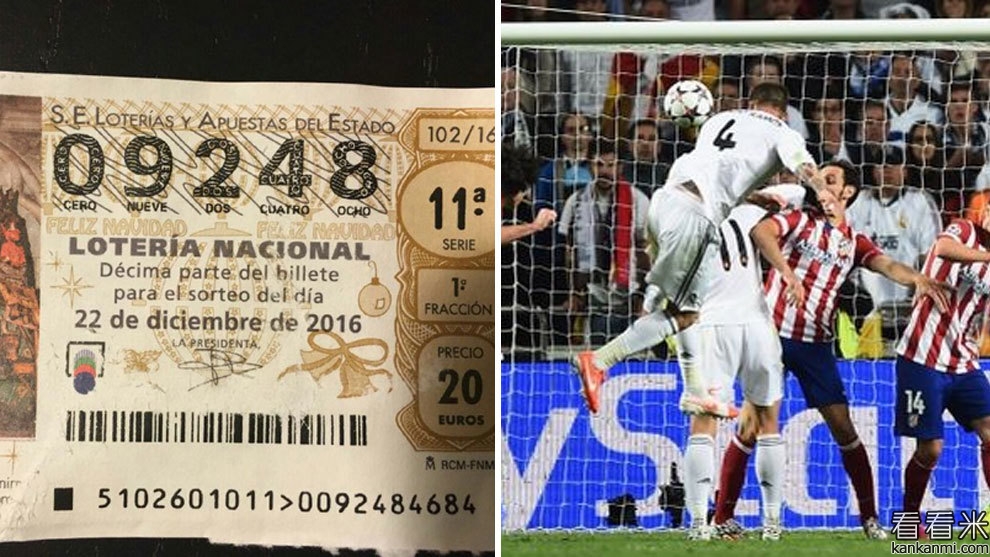 S.E. LOTERÍAS Y APUESTAS DEL ESTADO
102/16
09248
CERO NUEVE DOS CUATRO OCHO
FELIZ NAVIDAD FELIZ NAVIDAD
11ª
SERIE
LOTERÍA NACIONAL
Décima parte del billete
para el sorteo del día
22 de diciembre de 2016
LA PRESIDENTA,
1ª
FRACCIÓN
PRECIO
20
EUROS
RCM-FNM
5102601011>0092484684
4
11
14
看看米
kankanmi.com